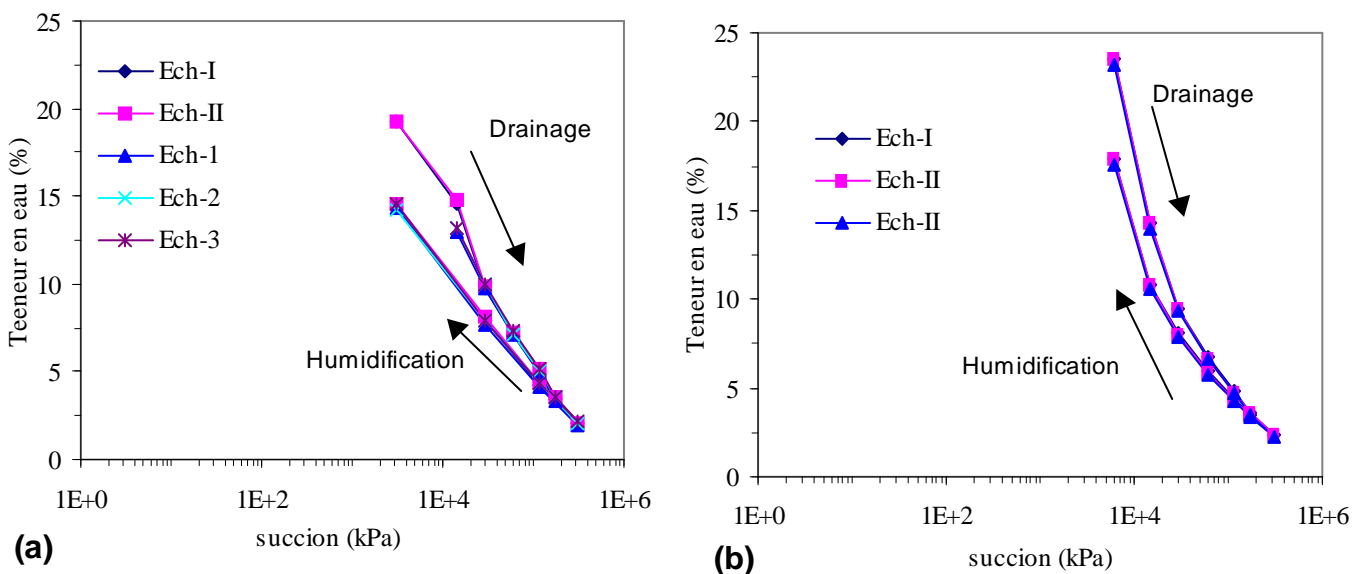 25
20
15
10
5
0
Teeneur en eau (%)
Ech-I
Ech-II
Ech-1
Ech-2
Ech-3
Drainage
Humidification
1E+0
1E+2
1E+4
1E+6
succion (kPa)
(a)
25
20
15
10
5
0
Teneur en eau (%)
Ech-I
Ech-II
Ech-II
Drainage
Humidification
1E+0
1E+2
1E+4
1E+6
succion (kPa)
(b)